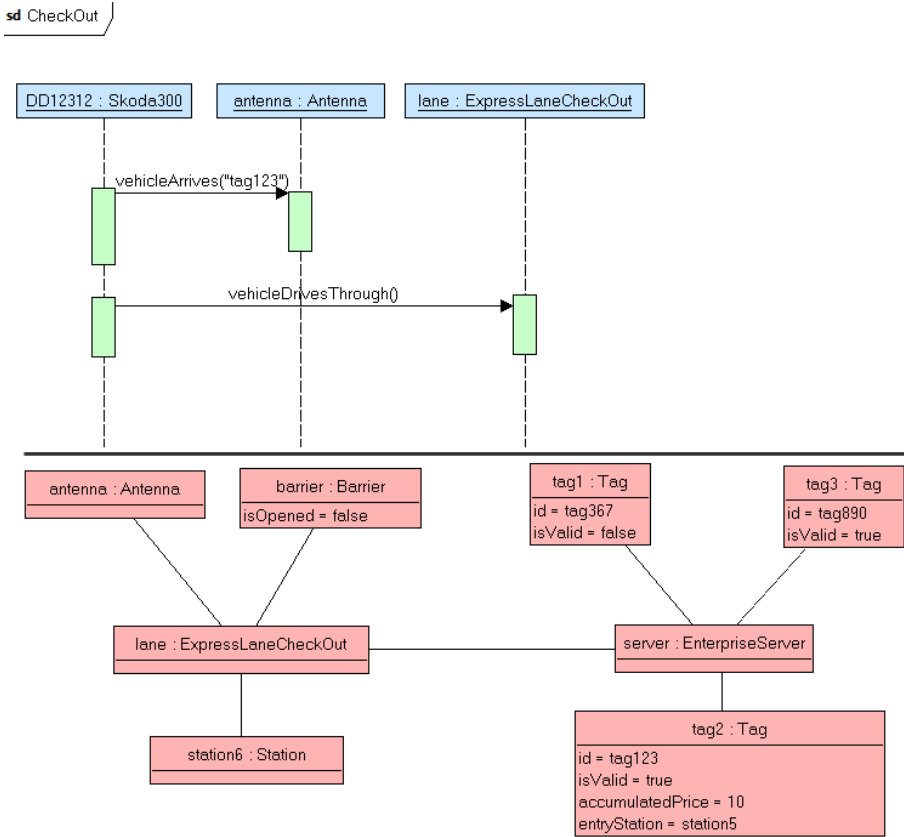 sd CheckOut
DD12312 : Skoda300
antenna : Antenna
lane : ExpressLaneCheckOut
vehicleArrives("tag123")
vehicleDrivesThrough()
antenna : Antenna
barrier : Barrier
isOpened = false
tag1 : Tag
id = tag367
isValid = false
tag3 : Tag
id = tag890
isValid = true
lane : ExpressLaneCheckOut
server : EnterpriseServer
station6 : Station
tag2 : Tag
id = tag123
isValid = true
accumulatedPrice = 10
entryStation = station5